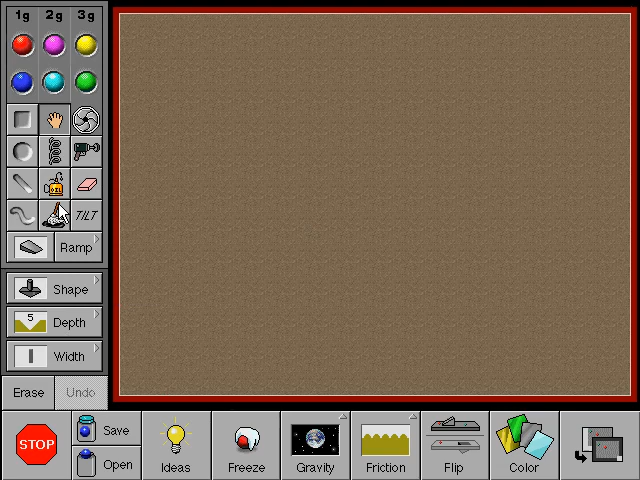 1g 2g 3g
OIL
TILT
Ramp
Shape
5 Depth
Width
Erase Undo
STOP
Save
Open
Ideas
Freeze
Gravity
Friction
Flip
Color